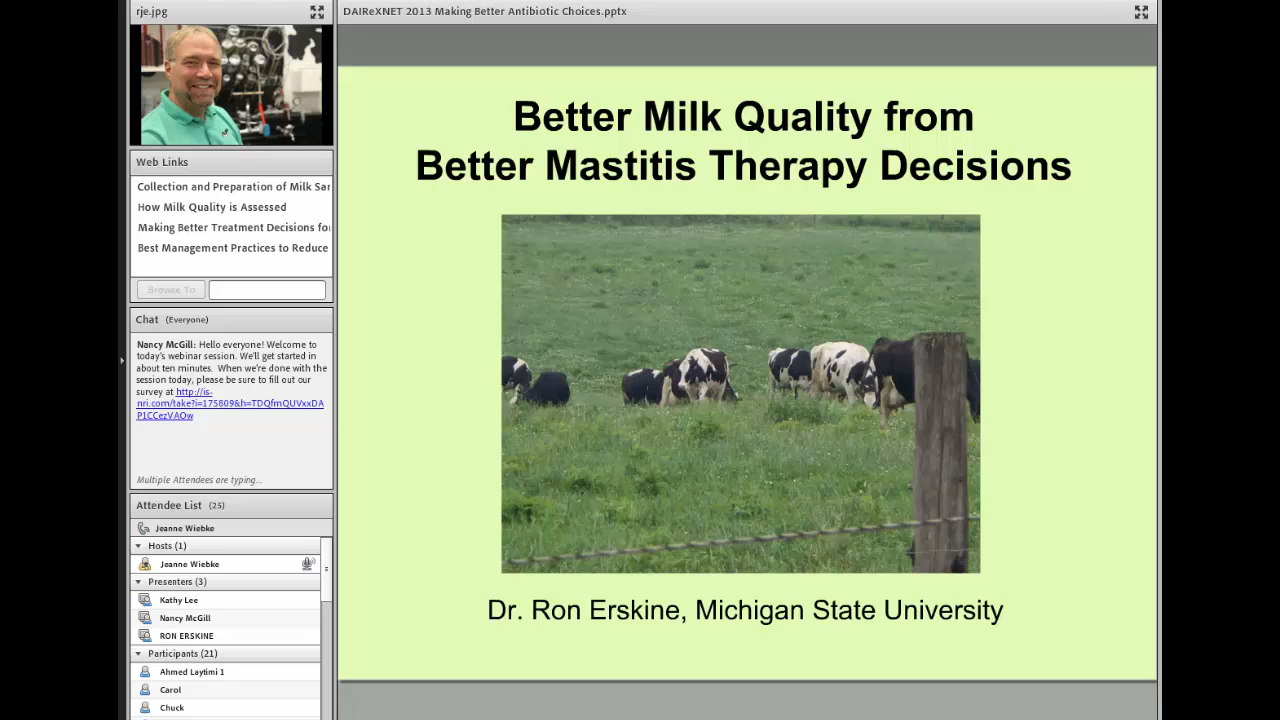 rje.jpg
Web Links
Collection and Preparation of Milk Sar
How Milk Quality is Assessed
Making Better Treatment Decisions for
Best Management Practices to Reduce
Browse To
Chat (Everyone)
Nancy McGill: Hello everyone! Welcome to
today's webinar session. We'll get started in
about ten minutes. When we're done with the
session today, please be sure to fill out our
survey at http://is-
nri.com/take?i=175809&h=TDQfmQUVxxDA
P1CCezVAOw
Multiple Attendees are typing...
Attendee List (25)
Jeanne Wiebke
Hosts (1)
Jeanne Wiebke
Presenters (3)
Kathy Lee
Nancy McGill
RON ERSKINE
Participants (21)
Ahmed Laytimi 1
Carol
Chuck
DAIReXNET 2013 Making Better Antibiotic Choices.pptx
Better Milk Quality from
Better Mastitis Therapy Decisions
Dr. Ron Erskine, Michigan State University